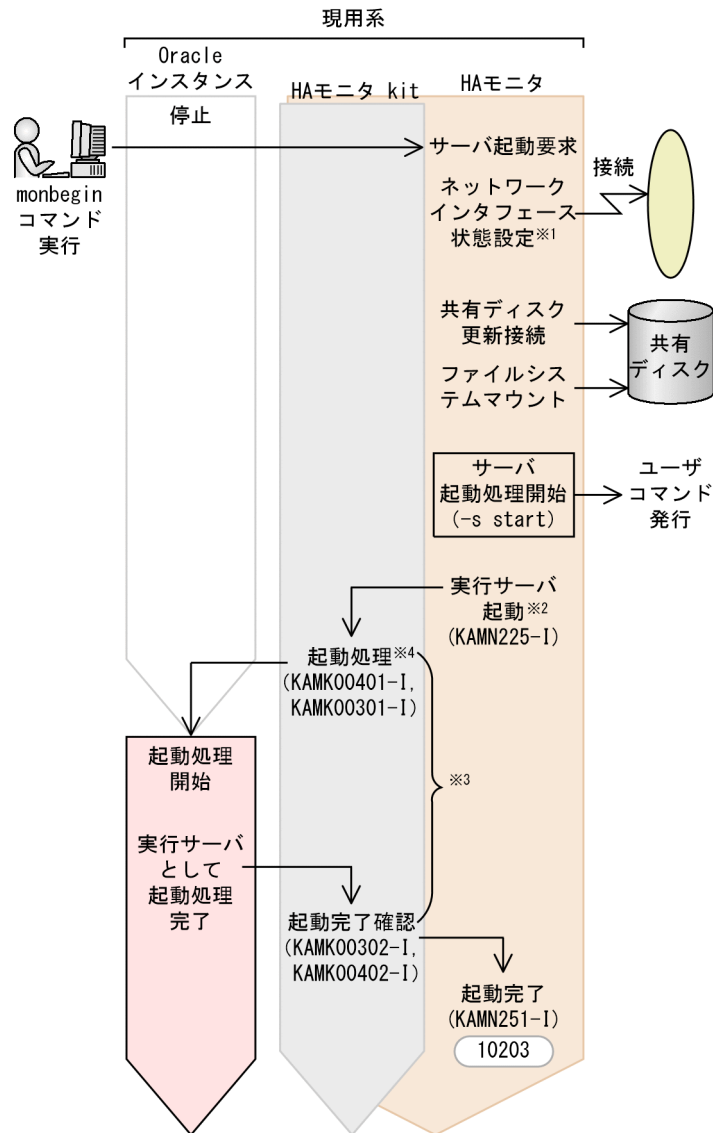 現用系
Oracle
インスタンス
HAモニタ kit
HAモニタ
停止
サーバ起動要求
monbegin
コマンド
実行
接続
ネットワーク
インタフェース
状態設定※1
共有ディスク
更新接続
ファイルシス
テムマウント
共有
ディスク
サーバ
起動処理開始
(-s start)
ユーザ
コマンド
発行
実行サーバ
起動※2
(KAMN225-I)
起動処理※4
(KAMK00401-I,
KAMK00301-I)
起動処理
開始
※3
実行サーバ
として
起動処理
完了
起動完了確認
(KAMK00302-I,
KAMK00402-I)
起動完了
(KAMN251-I)
10203